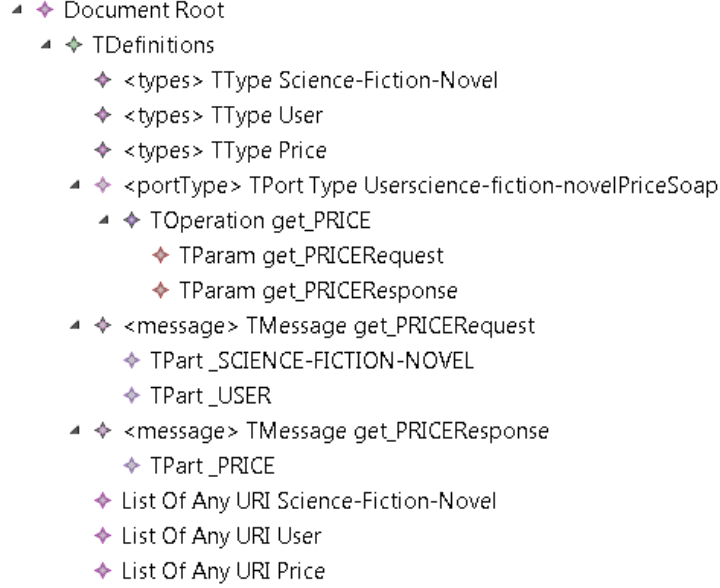 Document Root
TDefinitions
<types> TType Science-Fiction-Novel
<types> TType User
<types> TType Price
<portType> TPort Type Userscience-fiction-novelPriceSoap
TOperation get_PRICE
TParam get_PRICERequest
TParam get_PRICEResponse
<message> TMessage get_PRICERequest
TPart _SCIENCE-FICTION-NOVEL
TPart _USER
<message> TMessage get_PRICEResponse
TPart _PRICE
List Of Any URI Science-Fiction-Novel
List Of Any URI User
List Of Any URI Price